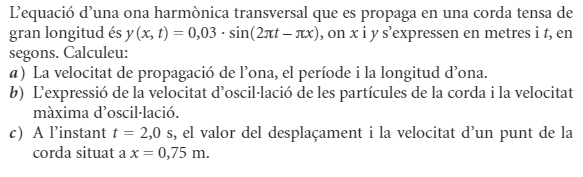 L'equació d'una ona harmònica transversal que es propaga en una corda tensa de
gran longitud és y (x, t) = 0,03 · sin(2πt – πx), on x i y s'expressen en metres i t, en
segons. Calculeu:
a) La velocitat de propagació de l'ona, el període i la longitud d'ona.
b) L'expressió de la velocitat d'oscil·lació de les partícules de la corda i la velocitat
màxima d'oscil·lació.
c) A l'instant t = 2,0 s, el valor del desplaçament i la velocitat d'un punt de la
corda situat a x = 0,75 m.